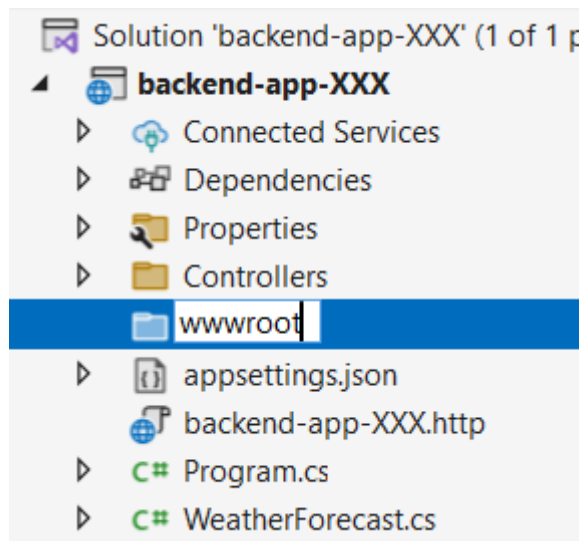 Solution 'backend-app-XXX' (1 of 1 p
backend-app-XXX
Connected Services
Dependencies
Properties
Controllers
wwwroot
appsettings.json
backend-app-XXX.http
C# Program.cs
C# WeatherForecast.cs